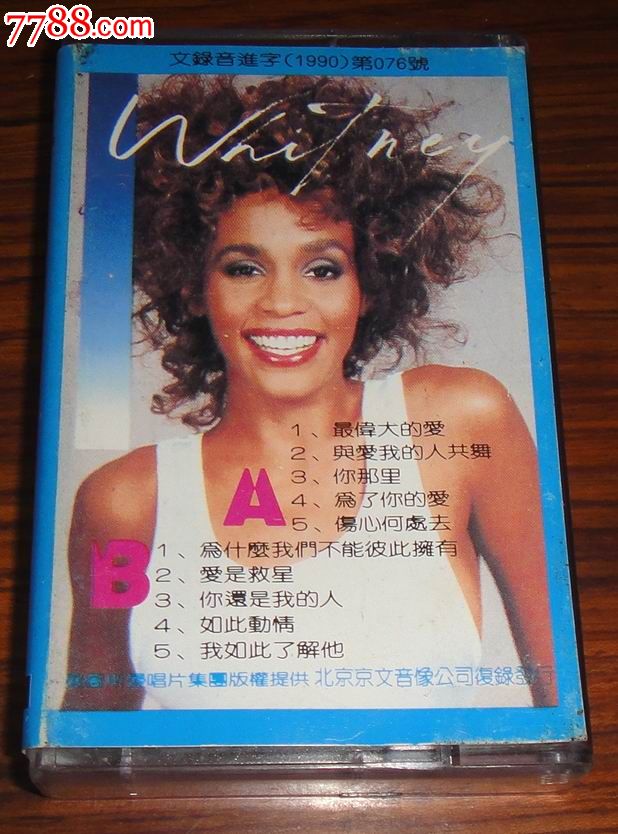 7788.com
文錄音進字(1990)第076號
Whitney
A
1、最偉大的愛
2、與愛我的人共舞
3、你那里
4、爲了你的愛
5、傷心何處去
B
1、爲什麼我們不能彼此擁有
2、愛是救星
3、你還是我的人
4、如此動情
5、我如此了解他
唱片集團版權提供 北京京文音像公司復錄發行